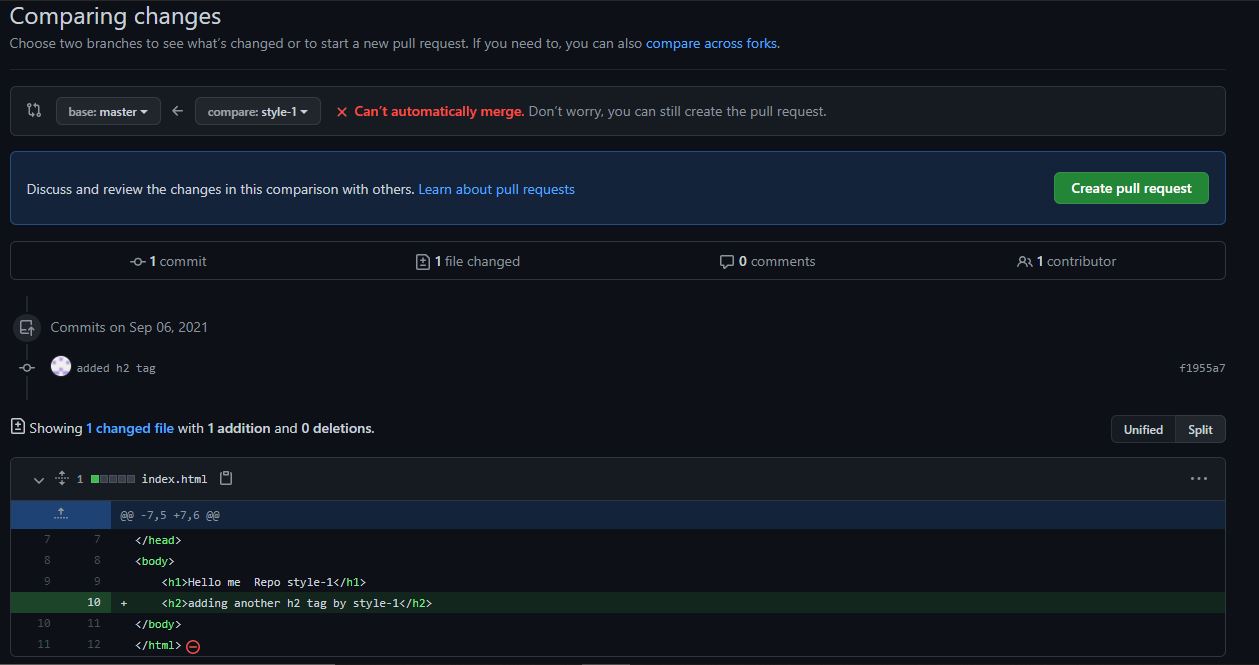 Comparing changes
Choose two branches to see what's changed or to start a new pull request. If you need to, you can also compare across forks.
base: master compare: style-1 Can't automatically merge. Don't worry, you can still create the pull request.
Discuss and review the changes in this comparison with others. Learn about pull requests Create pull request
1 commit 1 file changed 0 comments 1 contributor
Commits on Sep 06, 2021
added h2 tag f1955a7
Showing 1 changed file with 1 addition and 0 deletions. Unified Split
1 index.html
@@ -7,5 +7,6 @@
7 7 </head>
8 8 <body>
9 9 <h1>Hello me  Repo style-1</h1>
10 + <h2>adding another h2 tag by style-1</h2>
10 11 </body>
11 12 </html>